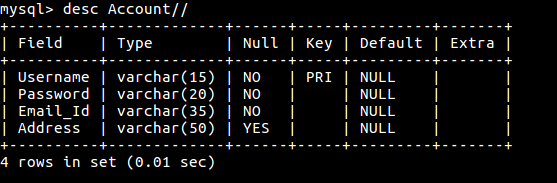 mysql> desc Account//
+----------+-------------+------+-----+---------+-------+
| Field    | Type        | Null | Key | Default | Extra |
+----------+-------------+------+-----+---------+-------+
| Username | varchar(15) | NO   | PRI | NULL    |       |
| Password | varchar(20) | NO   |     | NULL    |       |
| Email_Id | varchar(35) | NO   |     | NULL    |       |
| Address  | varchar(50) | YES  |     | NULL    |       |
+----------+-------------+------+-----+---------+-------+
4 rows in set (0.01 sec)